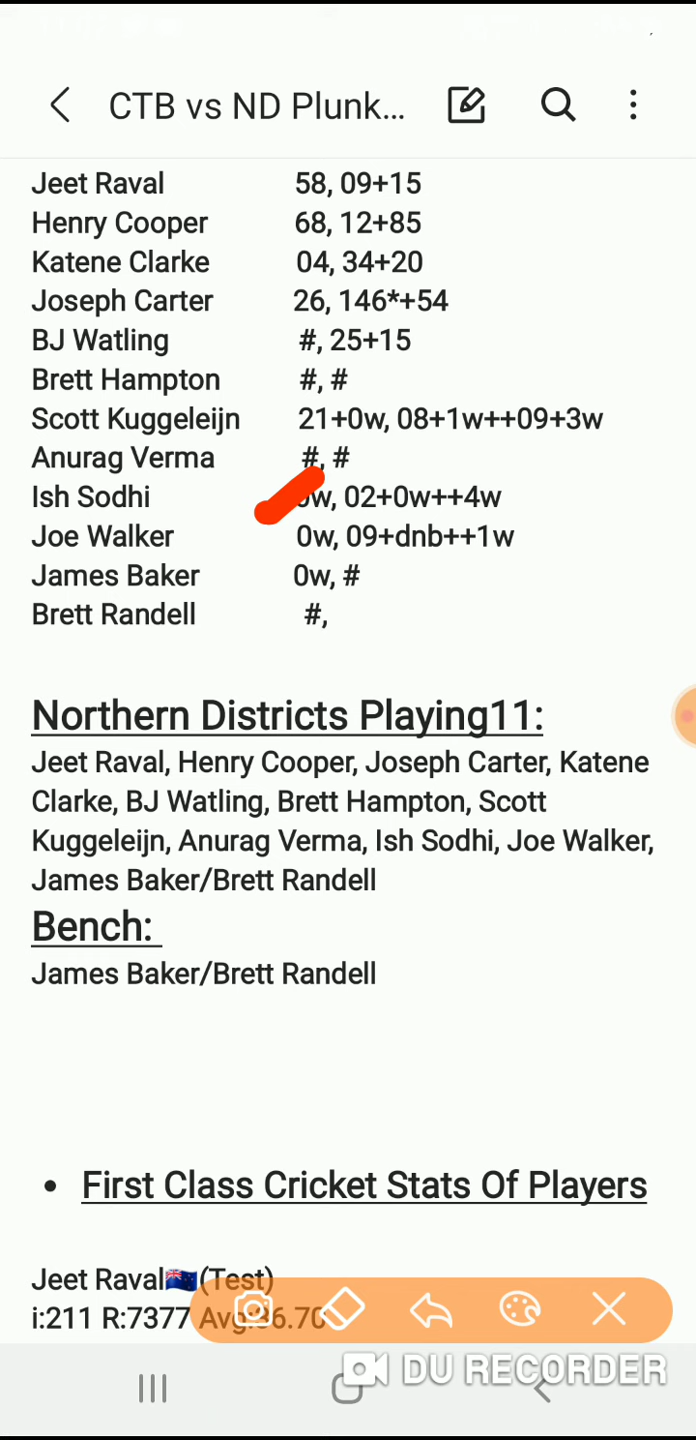 CTB vs ND Plunk...
Jeet Raval 58, 09+15
Henry Cooper 68, 12+85
Katene Clarke 04, 34+20
Joseph Carter 26, 146*+54
BJ Watling #, 25+15
Brett Hampton #, #
Scott Kuggeleijn 21+0w, 08+1w++09+3w
Anurag Verma #, #
Ish Sodhi 02+0w++4w
Joe Walker 0w, 09+dnb++1w
James Baker 0w, #
Brett Randell #,
Northern Districts Playing11:
Jeet Raval, Henry Cooper, Joseph Carter, Katene
Clarke, BJ Watling, Brett Hampton, Scott
Kuggeleijn, Anurag Verma, Ish Sodhi, Joe Walker,
James Baker/Brett Randell
Bench:
James Baker/Brett Randell
• First Class Cricket Stats Of Players
Jeet Raval🇳🇿(Test)
i:211 R:7377 Avg:36.70
DU RECORDER